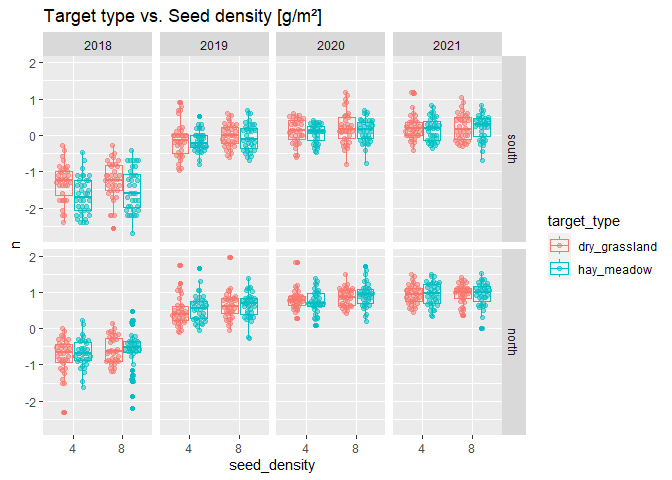 Target type vs. Seed density [g/m²]
2018 2019 2020 2021
2
1
0
-1
-2
south
n
2
1
0
-1
-2
north
4 8 4 8 4 8 4 8
seed_density
target_type
dry_grassland
hay_meadow